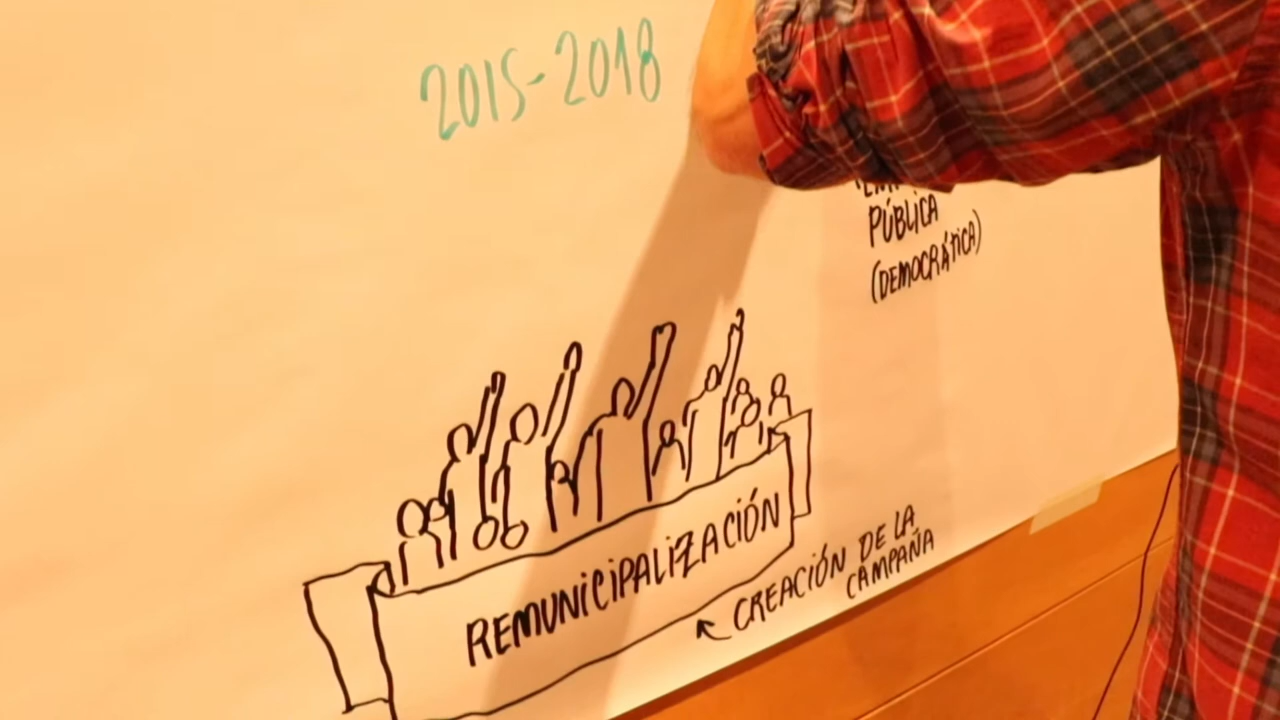 2015-2018
PÚBLICA
(DEMOCRÁTICA)
REMUNICIPALIZACIÓN
CREACIÓN DE LA
CAMPAÑA